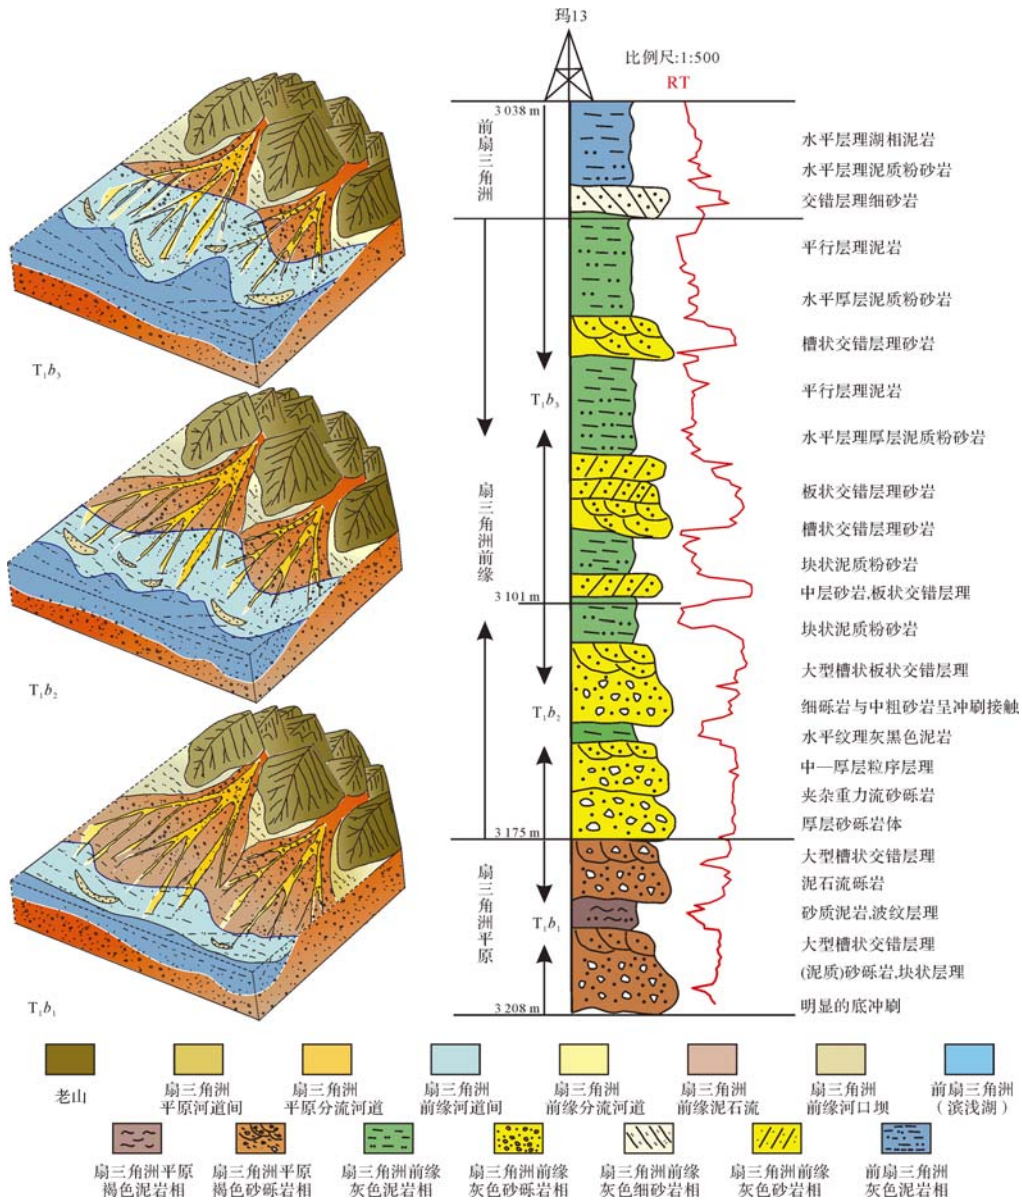 玛13
比例尺:1:500
RT
3 038 m
前扇三角洲
水平层理湖相泥岩
水平层理泥质粉砂岩
交错层理细砂岩
平行层理泥岩
水平厚层泥质粉砂岩
槽状交错层理砂岩
T₁b₃
T₁b₃
平行层理泥岩
水平层理厚层泥质粉砂岩
扇三角洲前缘
板状交错层理砂岩
槽状交错层理砂岩
块状泥质粉砂岩
中层砂岩,板状交错层理
3 101 m
块状泥质粉砂岩
大型槽状板状交错层理
T₁b₂
T₁b₂
细砾岩与中粗砂岩呈冲刷接触
水平纹理灰黑色泥岩
中—厚层粒序层理
夹杂重力流砂砾岩
厚层砂砾岩体
3 175 m
扇三角洲平原
大型槽状交错层理
泥石流砾岩
T₁b₁
砂质泥岩,波纹层理
大型槽状交错层理
(泥质)砂砾岩,块状层理
T₁b₁
3 208 m
明显的底冲刷
老山
扇三角洲
平原河道间
扇三角洲
平原分流河道
扇三角洲
前缘河道间
扇三角洲
前缘分流河道
扇三角洲
前缘泥石流
扇三角洲
前缘河口坝
前扇三角洲
(滨浅湖)
扇三角洲平原
褐色泥岩相
扇三角洲平原
褐色砂砾岩相
扇三角洲前缘
灰色泥岩相
扇三角洲前缘
灰色砂砾岩相
扇三角洲前缘
灰色细砂岩相
扇三角洲前缘
灰色砂岩相
前扇三角洲
灰色泥岩相